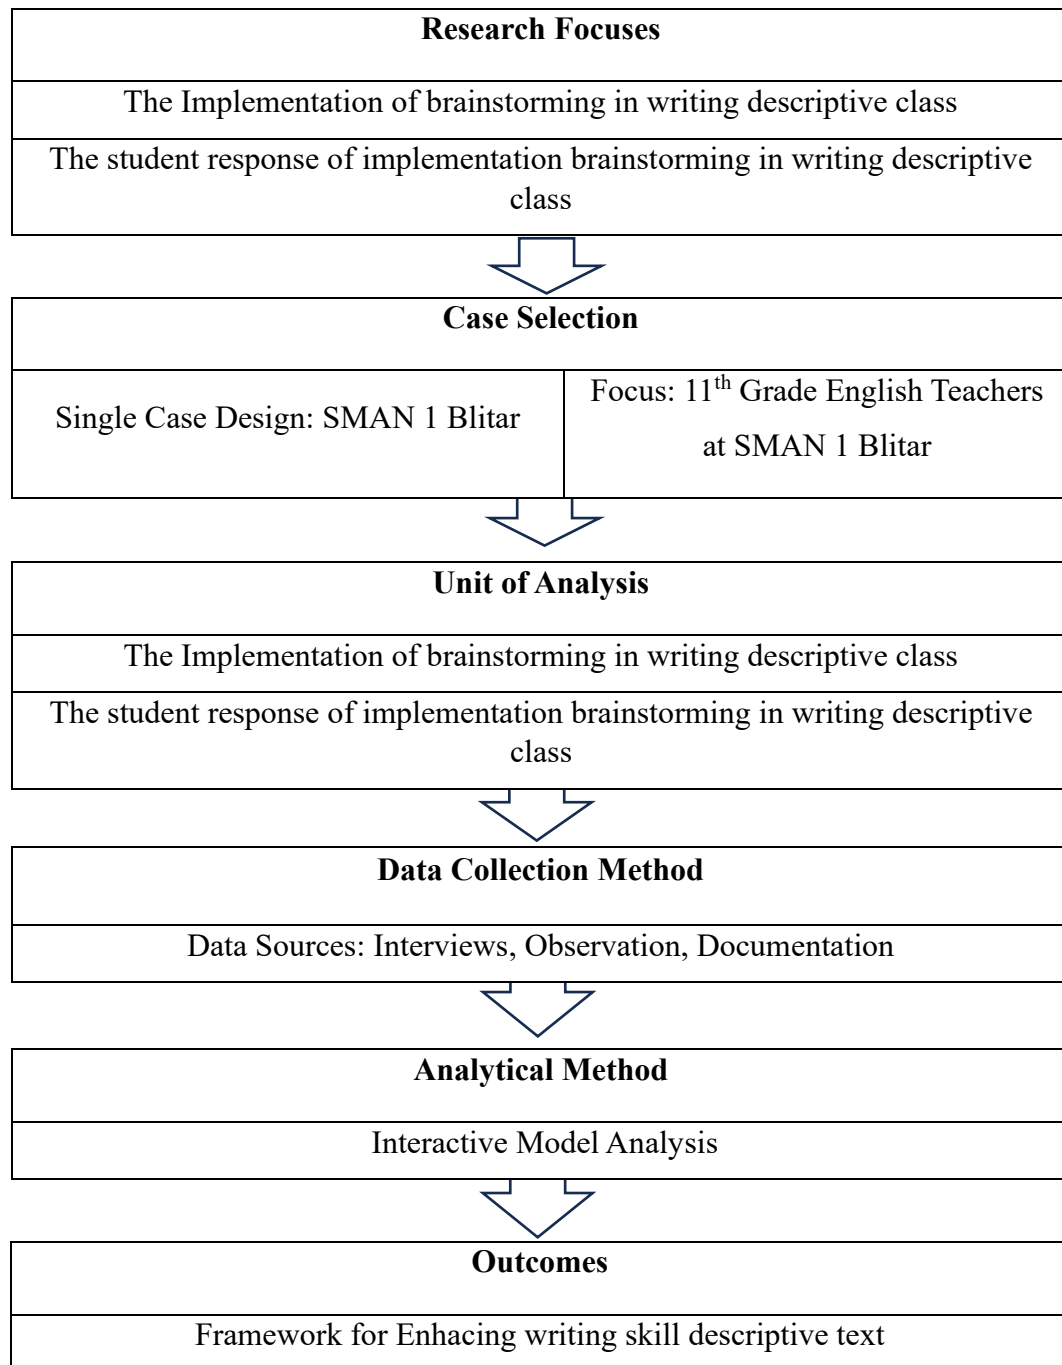 Research Focuses
The Implementation of brainstorming in writing descriptive class
The student response of implementation brainstorming in writing descriptive
class
Case Selection
Single Case Design: SMAN 1 Blitar
Focus: 11th Grade English Teachers
at SMAN 1 Blitar
Unit of Analysis
The Implementation of brainstorming in writing descriptive class
The student response of implementation brainstorming in writing descriptive
class
Data Collection Method
Data Sources: Interviews, Observation, Documentation
Analytical Method
Interactive Model Analysis
Outcomes
Framework for Enhacing writing skill descriptive text